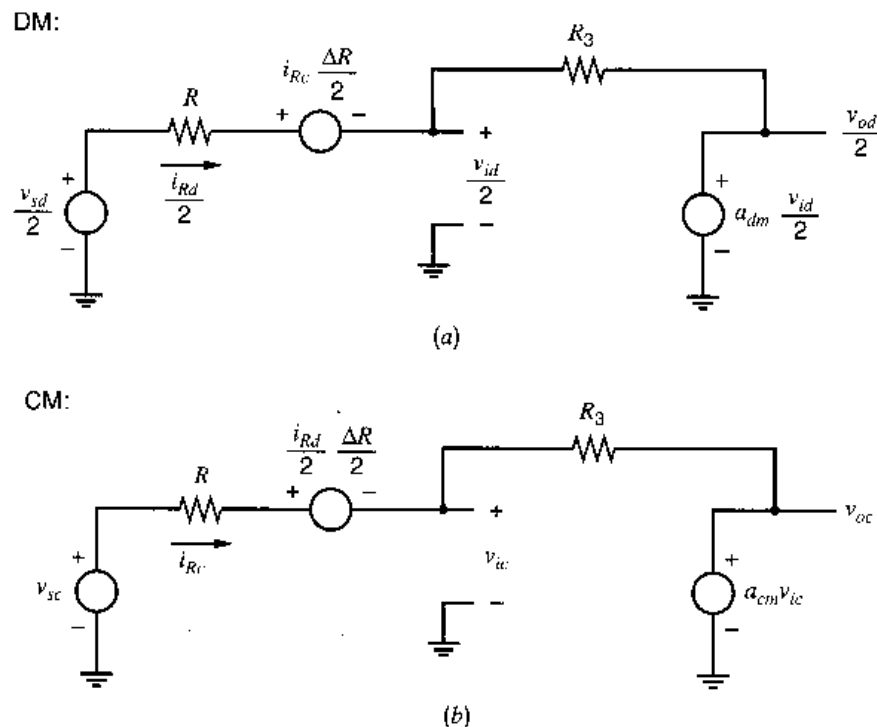 DM:
R₃
i_Rc ΔR/2
R
+ −
+
v_od/2
i_Rd/2
v_id/2
+
v_sd/2
−
+
a_dm v_id/2
−
−
(a)
CM:
R₃
i_Rd/2 ΔR/2
R
+ −
+
v_oc
i_Rc
v_ic
+
v_sc
−
+
a_cm v_ic
−
−
(b)